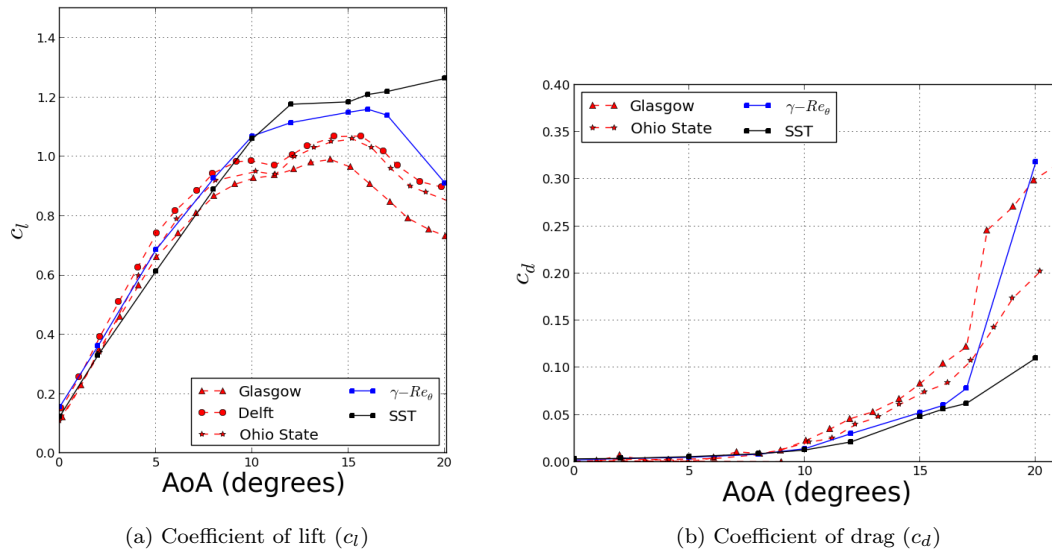 1.4
1.2
1.0
0.8
0.6
0.4
0.2
0.0
c_l
0 5 10 15 20
AoA (degrees)
Glasgow
Delft
Ohio State
γ−Re_θ
SST
(a) Coefficient of lift (c_l)
0.40
0.35
0.30
0.25
0.20
0.15
0.10
0.05
0.00
c_d
0 5 10 15 20
AoA (degrees)
Glasgow
Ohio State
γ−Re_θ
SST
(b) Coefficient of drag (c_d)